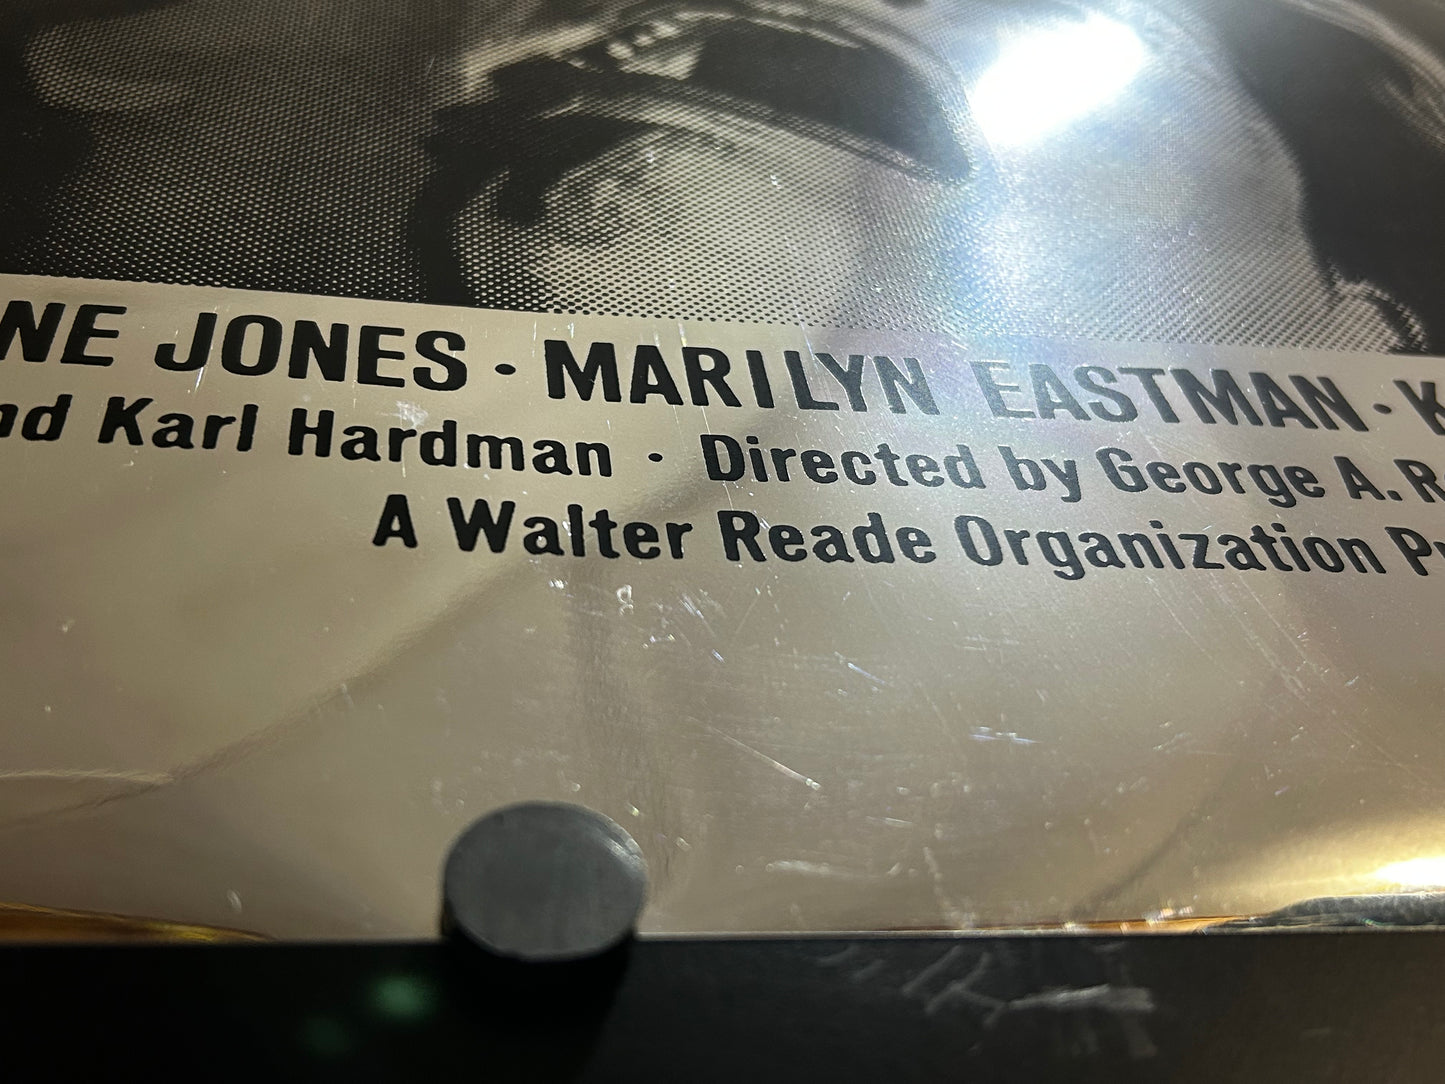 NE JONES · MARILYN EASTMAN · K
nd Karl Hardman · Directed by George A. R
A Walter Reade Organization P